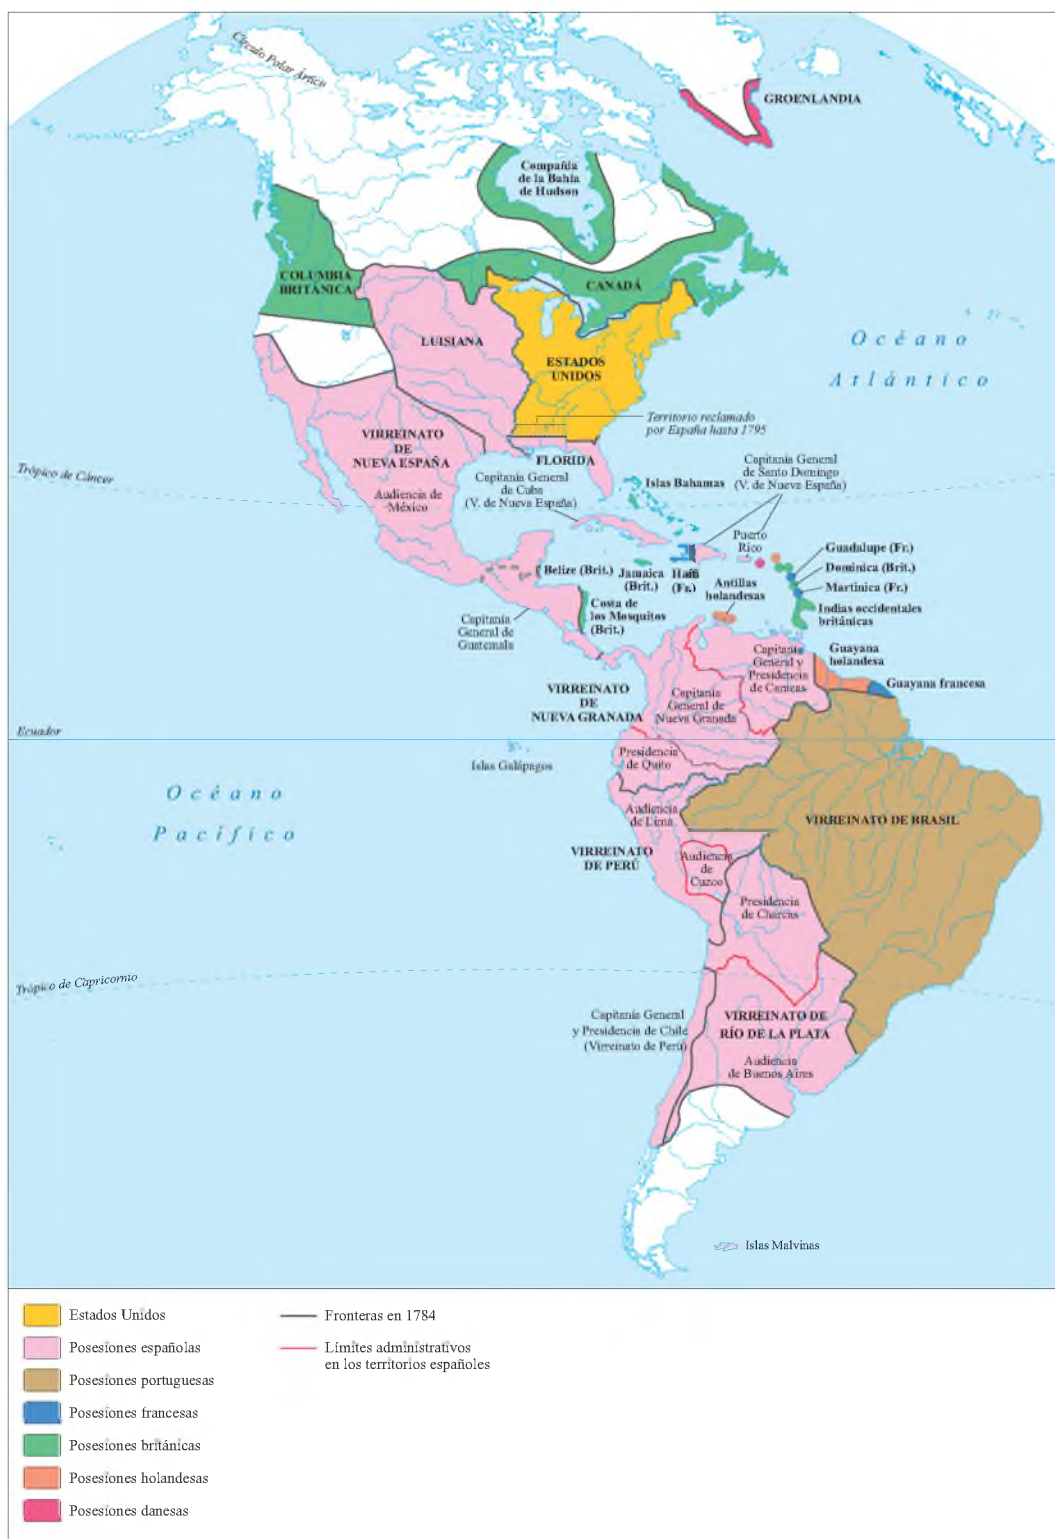 Círculo Polar Ártico
GROENLANDIA
Compañía
de la Bahía
de Hudson
COLUMBIA
BRITÁNICA
CANADÁ
LUISIANA
ESTADOS
UNIDOS
Océano
Atlántico
Territorio reclamado
por España hasta 1795
VIRREINATO
DE
NUEVA ESPAÑA
Audiencia de
México
FLORIDA
Trópico de Cáncer
Capitanía General
de Cuba
(V. de Nueva España)
Islas Bahamas
Capitanía General
de Santo Domingo
(V. de Nueva España)
Puerto
Rico
Guadalupe (Fr.)
Dominica (Brit.)
Martinica (Fr.)
Indias occidentales
británicas
Belize (Brit.)
Jamaica
(Brit.)
Haití
(Fr.)
Antillas
holandesas
Costa de
los Mosquitos
(Brit.)
Capitanía
General de
Guatemala
Capitanía
General y
Presidencia
de Caracas
Guayana
holandesa
Guayana francesa
VIRREINATO
DE
NUEVA GRANADA
Capitanía
General de
Nueva Granada
Ecuador
Islas Galápagos
Presidencia
de Quito
Océano
Pacífico
Audiencia
de Lima
VIRREINATO DE BRASIL
VIRREINATO
DE PERÚ
Audiencia
de
Cuzco
Presidencia
de Charcas
Trópico de Capricornio
Capitanía General
y Presidencia de Chile
(Virreinato de Perú)
VIRREINATO DE
RÍO DE LA PLATA
Audiencia
de Buenos Aires
Islas Malvinas
Estados Unidos
Posesiones españolas
Posesiones portuguesas
Posesiones francesas
Posesiones británicas
Posesiones holandesas
Posesiones danesas
Fronteras en 1784
Límites administrativos
en los territorios españoles